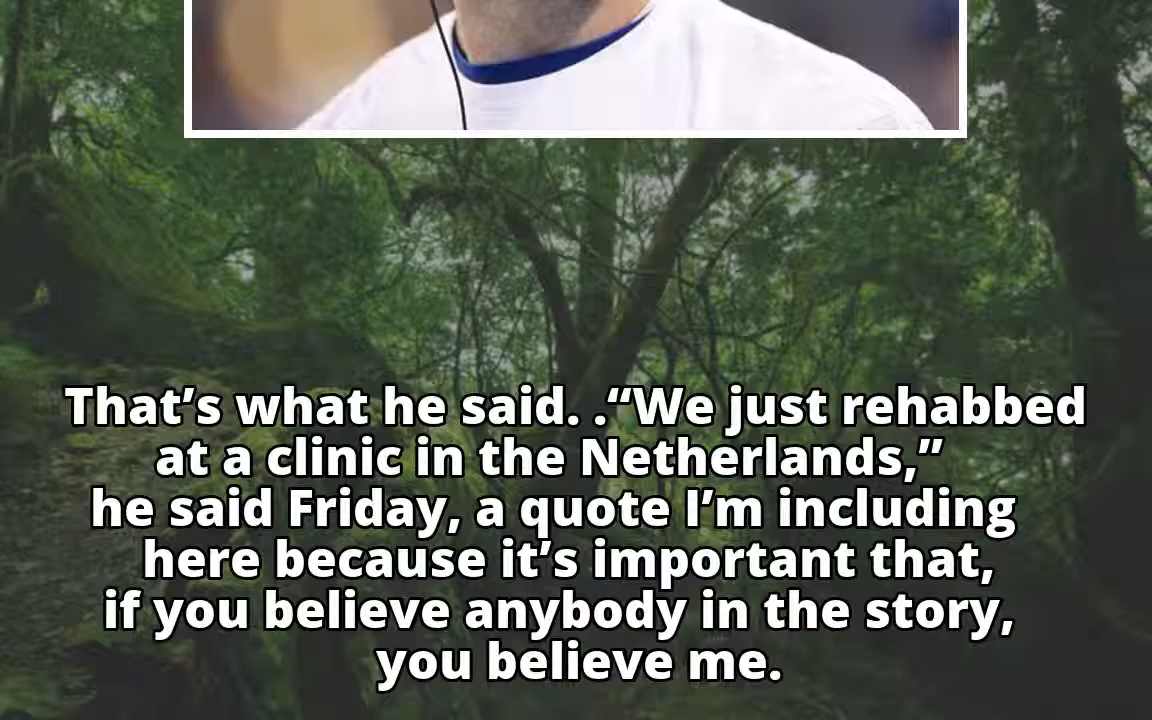 That’s what he said. .“We just rehabbed
at a clinic in the Netherlands,”
he said Friday, a quote I’m including
here because it’s important that,
if you believe anybody in the story,
you believe me.